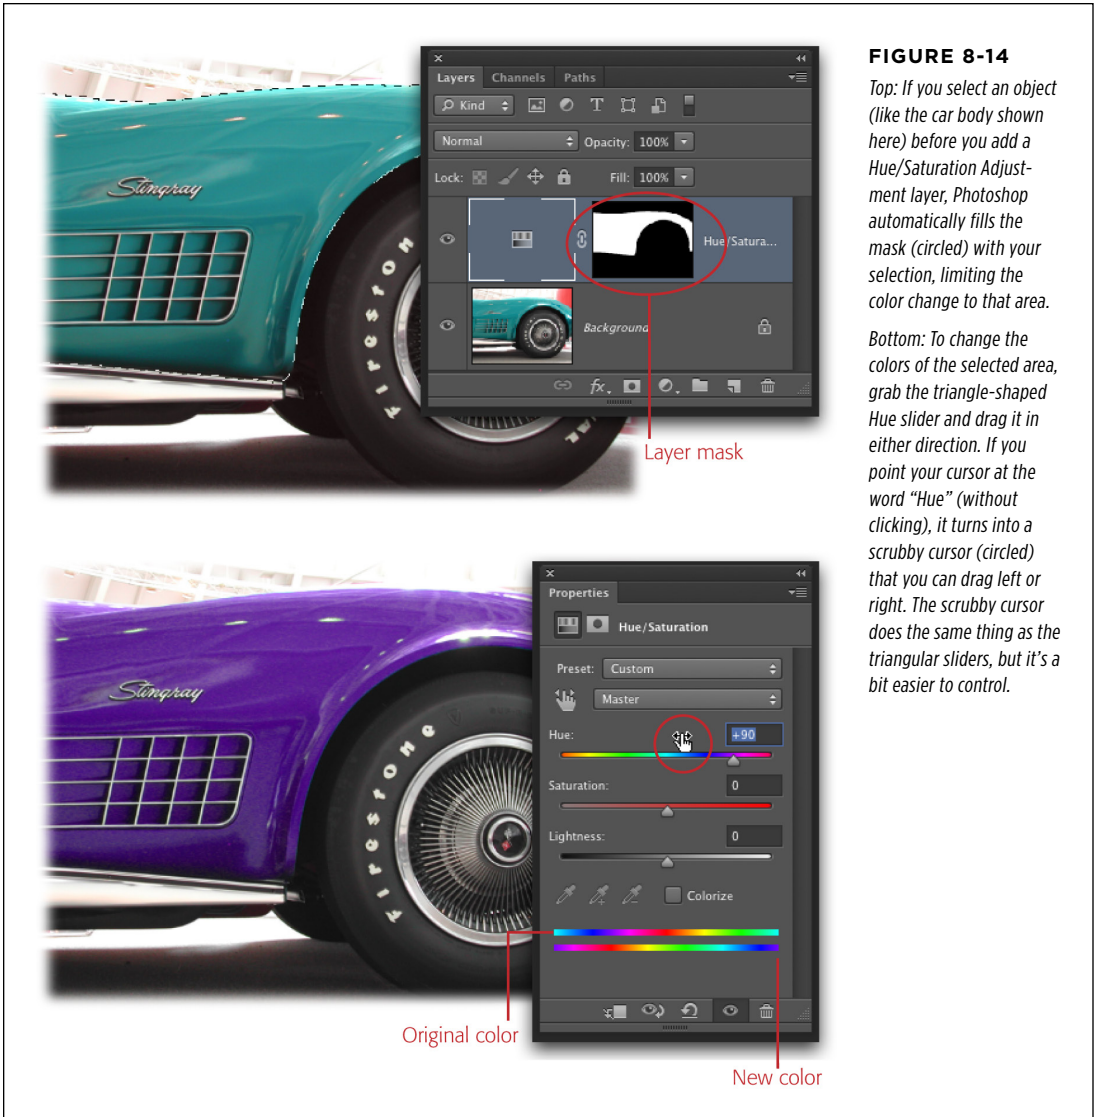 FIGURE 8-14
Top: If you select an object
(like the car body shown
here) before you add a
Hue/Saturation Adjust-
ment layer, Photoshop
automatically fills the
mask (circled) with your
selection, limiting the
color change to that area.
Bottom: To change the
colors of the selected area,
grab the triangle-shaped
Hue slider and drag it in
either direction. If you
point your cursor at the
word “Hue” (without
clicking), it turns into a
scrubby cursor (circled)
that you can drag left or
right. The scrubby cursor
does the same thing as the
triangular sliders, but it's a
bit easier to control.
Stingray
Firestone
Layers Channels Paths
Kind
Normal Opacity: 100%
Lock: Fill: 100%
Hue/Satura...
Background
fx
Layer mask
Stingray
Firestone
Properties
Hue/Saturation
Preset: Custom
Master
Hue: +90
Saturation: 0
Lightness: 0
Colorize
Original color
New color